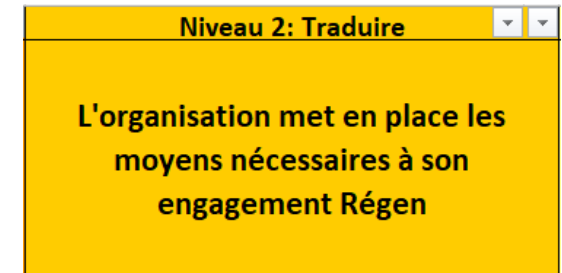 Niveau 2: Traduire
L'organisation met en place les
moyens nécessaires à son
engagement Régen